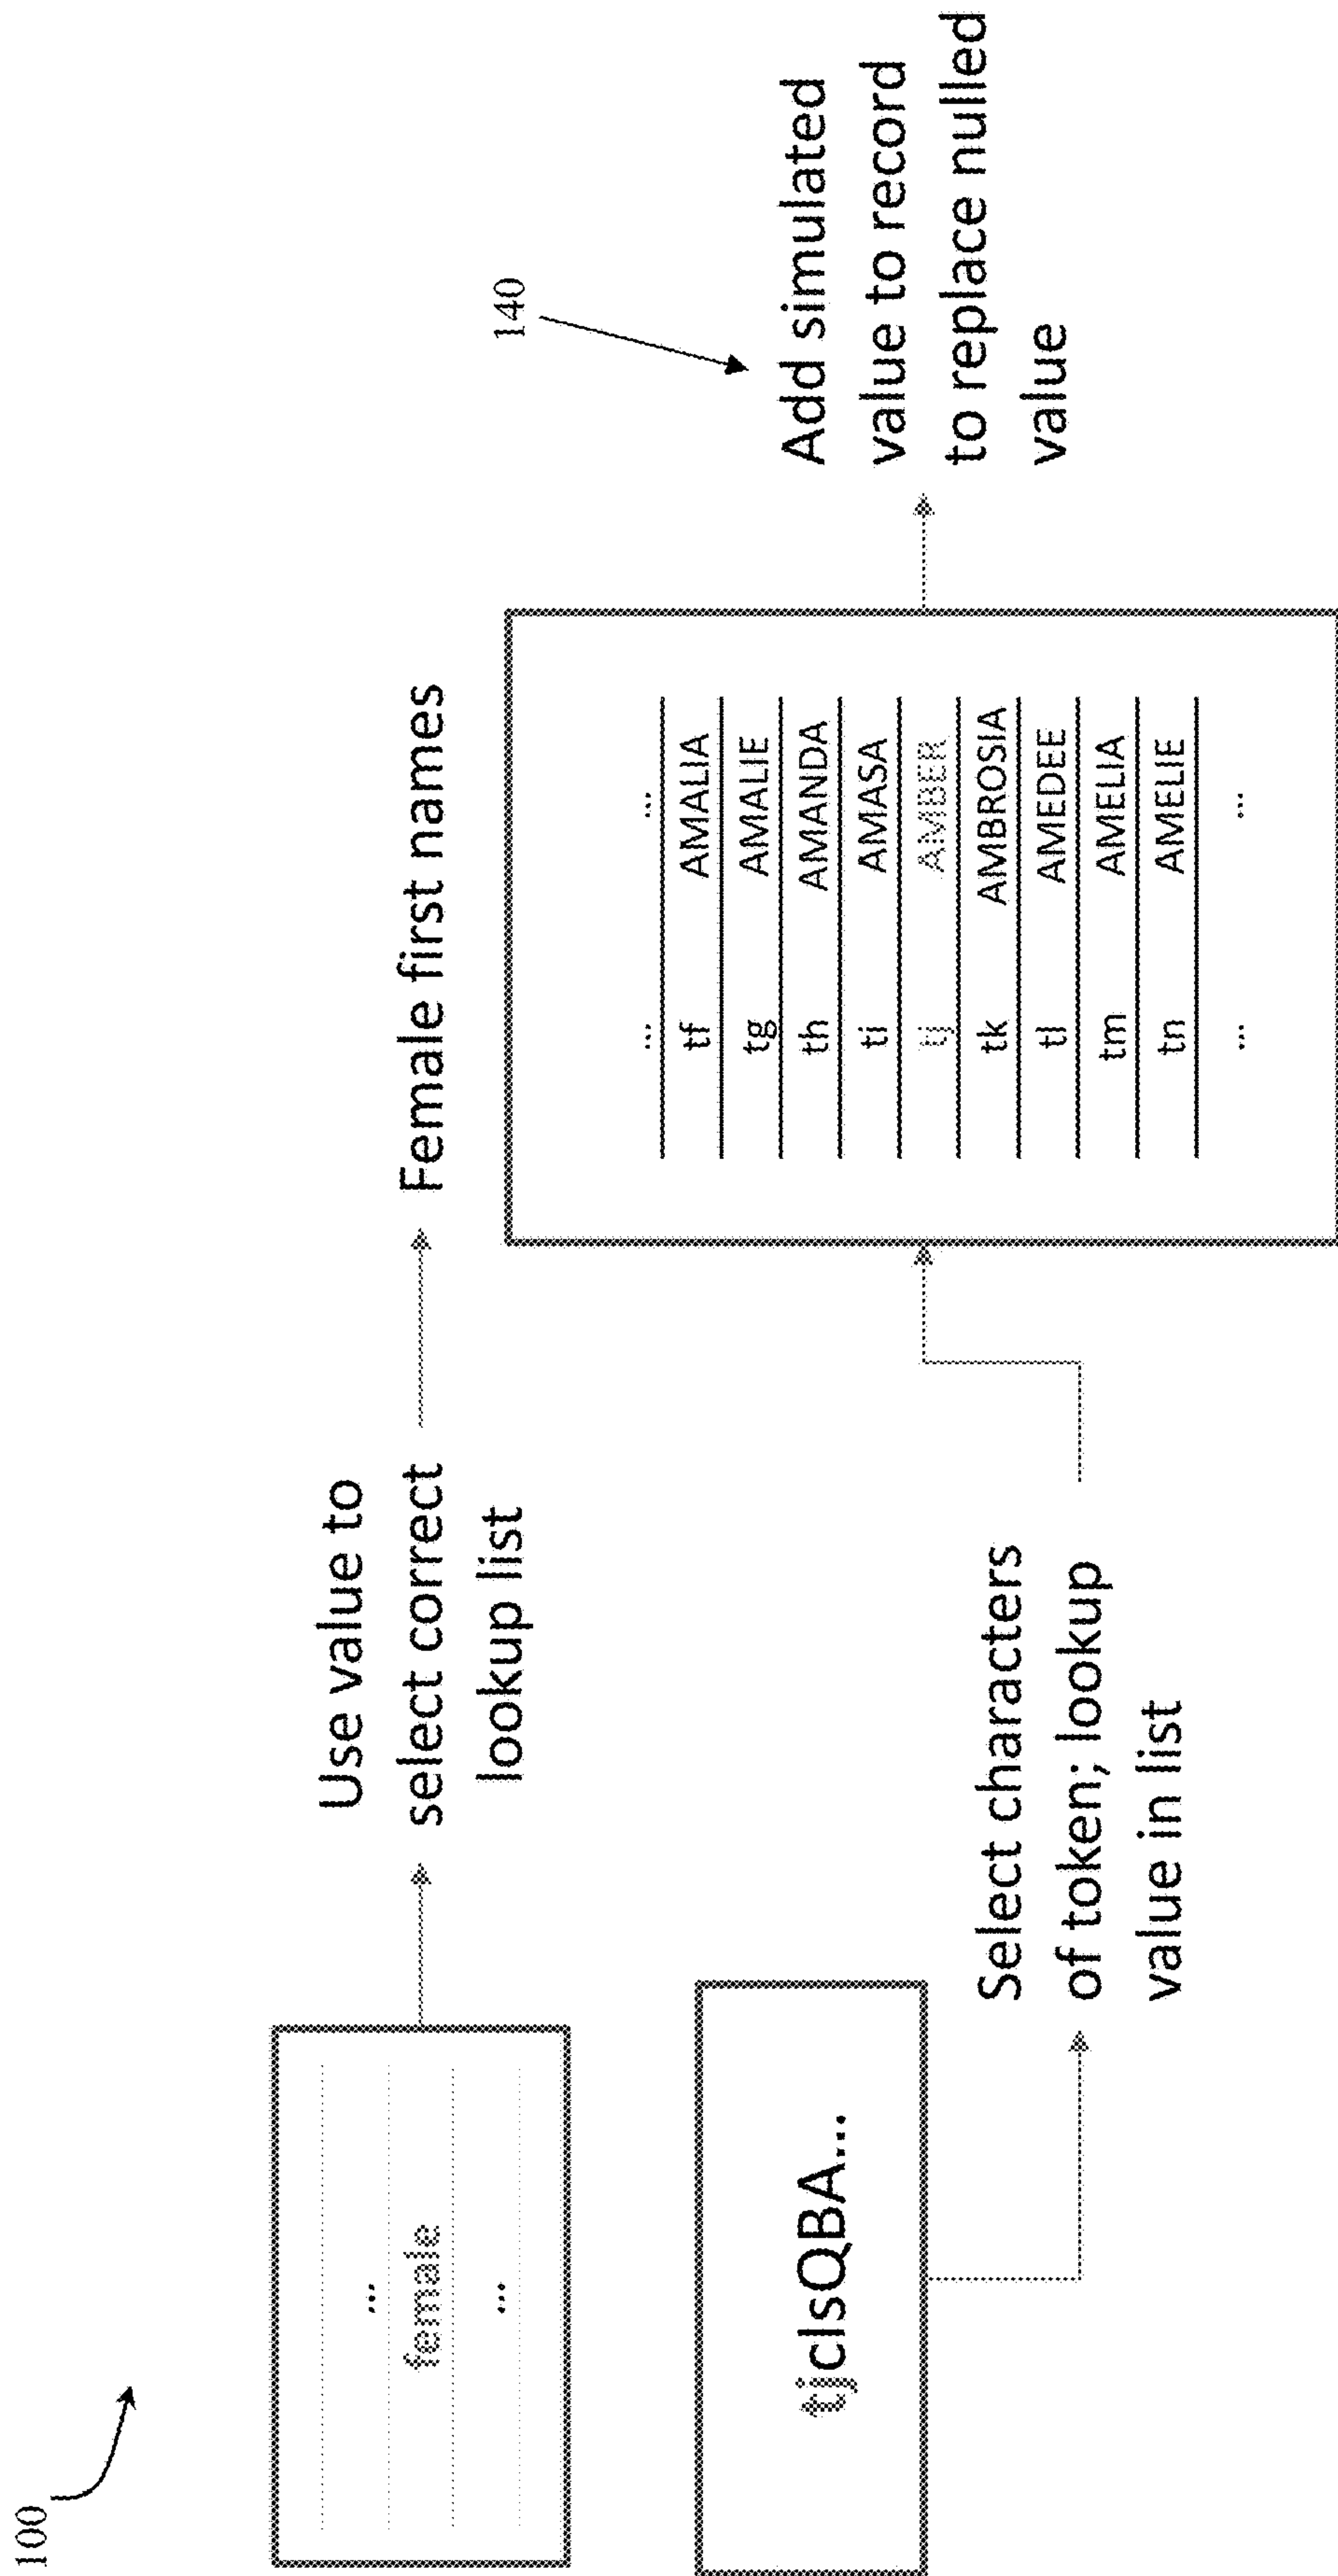 100
...
female
...
Use value to
select correct
lookup list
Female first names
tjclsQBA...
Select characters
of token; lookup
value in list
... ...
tf AMALIA
tg AMALIE
th AMANDA
ti AMASA
tj AMBER
tk AMBROSIA
tl AMEDEE
tm AMELIA
tn AMELIE
... ...
140
Add simulated
value to record
to replace nulled
value